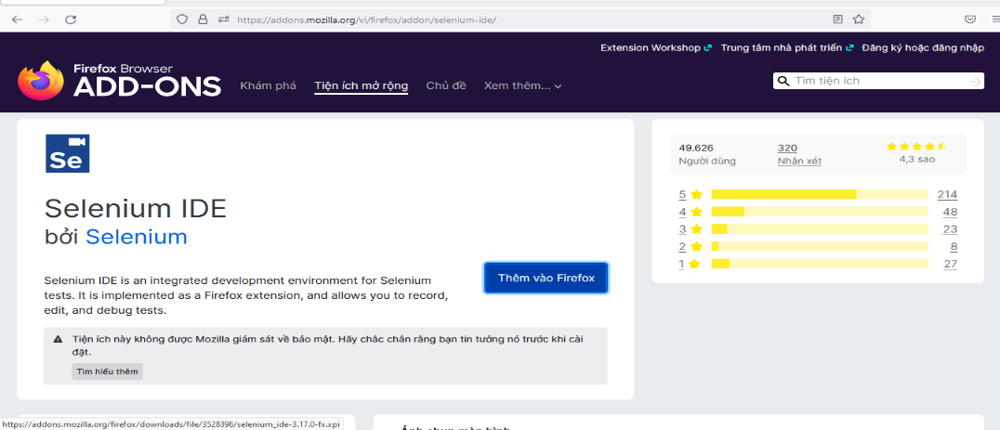 https://addons.mozilla.org/vi/firefox/addon/selenium-ide/
Extension Workshop Trung tâm nhà phát triển Đăng ký hoặc đăng nhập
Firefox Browser
ADD-ONS
Khám phá Tiện ích mở rộng Chủ đề Xem thêm...
Tìm tiện ích
Se
Selenium IDE
bởi Selenium
Selenium IDE is an integrated development environment for Selenium
tests. It is implemented as a Firefox extension, and allows you to record,
edit, and debug tests.
Thêm vào Firefox
Tiện ích này không được Mozilla giám sát về bảo mật. Hãy chắc chắn rằng bạn tin tưởng nó trước khi cài
đặt.
Tìm hiểu thêm
49.626 320
Người dùng Nhận xét 4,3 sao
5 214
4 48
3 23
2 8
1 27
https://addons.mozilla.org/firefox/downloads/file/3528396/selenium_ide-3.17.0-fx.xpi